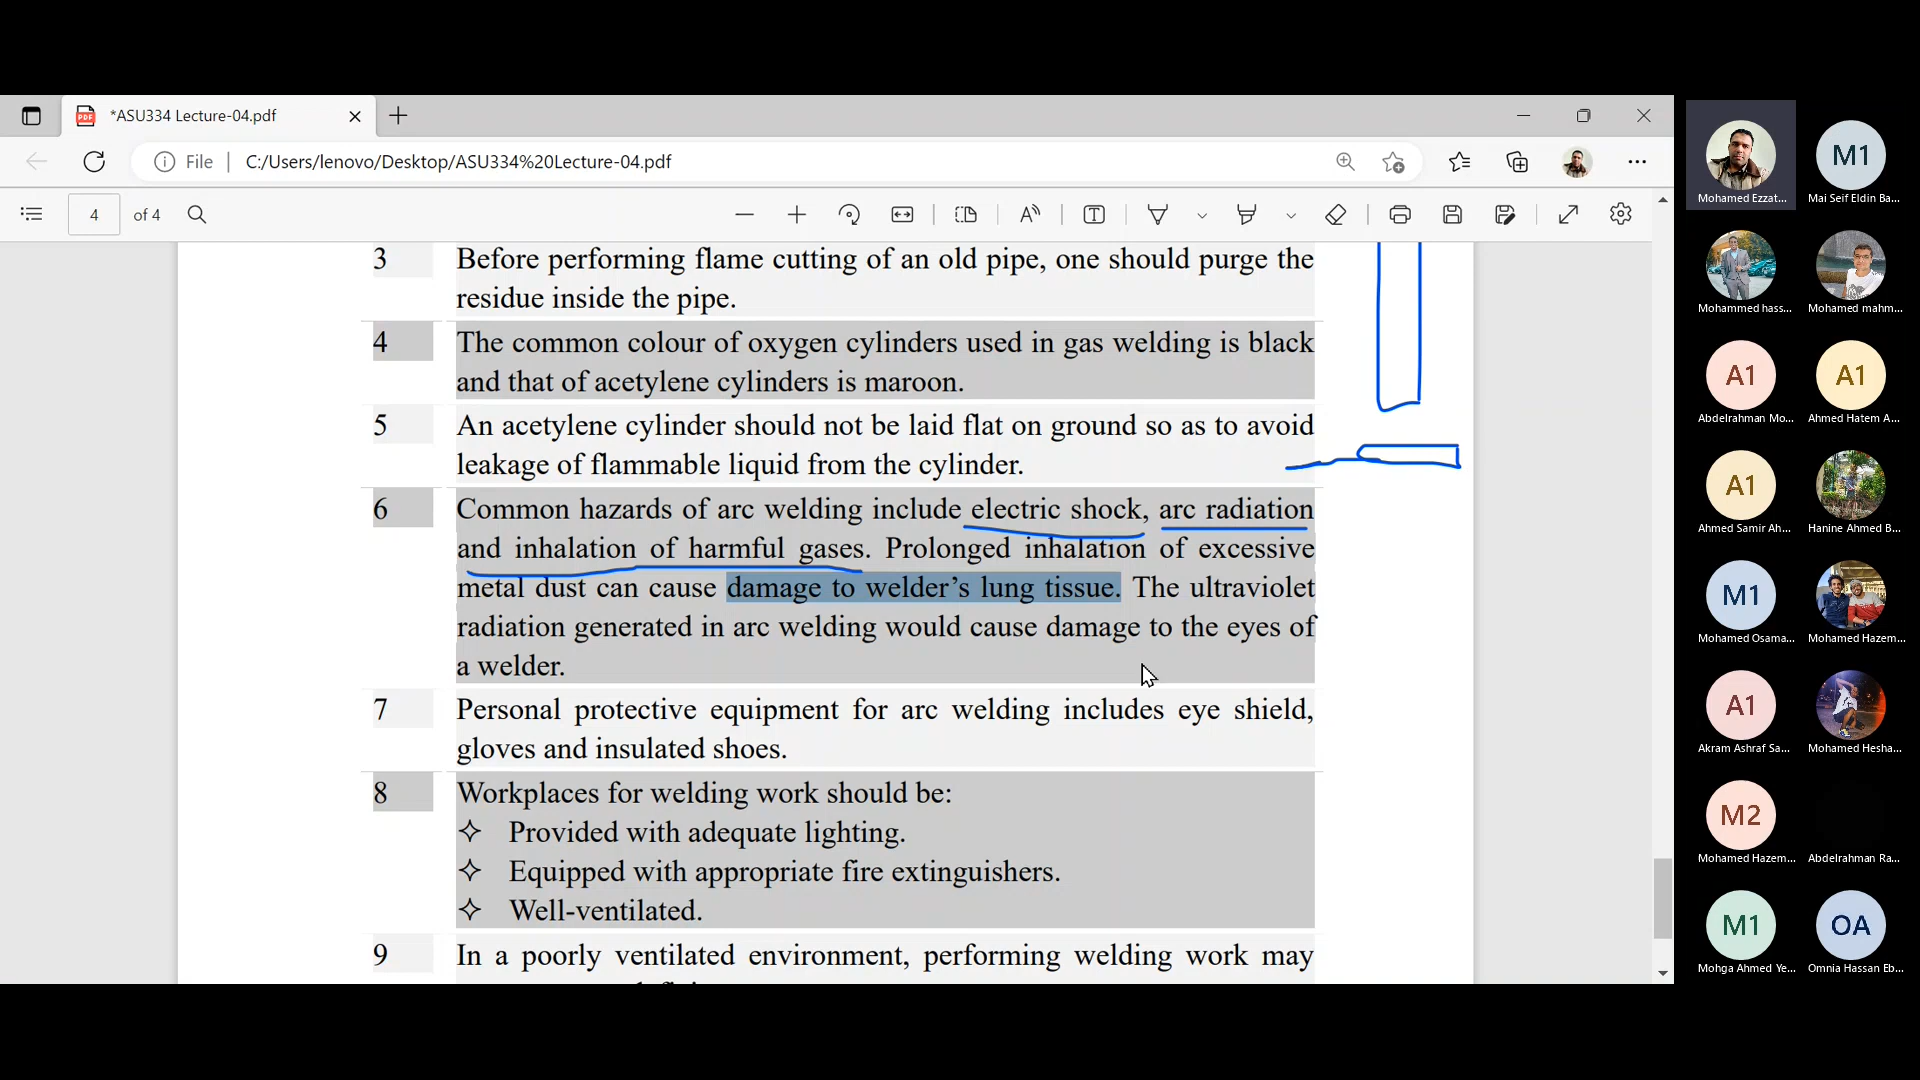 *ASU334 Lecture-04.pdf
File
C:/Users/lenovo/Desktop/ASU334%20Lecture-04.pdf
4 of 4
3 Before performing flame cutting of an old pipe, one should purge the
residue inside the pipe.
4 The common colour of oxygen cylinders used in gas welding is black
and that of acetylene cylinders is maroon.
5 An acetylene cylinder should not be laid flat on ground so as to avoid
leakage of flammable liquid from the cylinder.
6 Common hazards of arc welding include electric shock, arc radiation
and inhalation of harmful gases. Prolonged inhalation of excessive
metal dust can cause damage to welder’s lung tissue. The ultraviolet
radiation generated in arc welding would cause damage to the eyes of
a welder.
7 Personal protective equipment for arc welding includes eye shield,
gloves and insulated shoes.
8 Workplaces for welding work should be:
✧ Provided with adequate lighting.
✧ Equipped with appropriate fire extinguishers.
✧ Well-ventilated.
9 In a poorly ventilated environment, performing welding work may
Mohamed Ezzat...
M1
Mai Seif Eldin Ba...
Mohammed hass...
Mohamed mahm...
A1
Abdelrahman Mo...
A1
Ahmed Hatem A...
A1
Ahmed Samir Ah...
Hanine Ahmed B...
M1
Mohamed Osama...
Mohamed Hazem...
A1
Akram Ashraf Sa...
Mohamed Hesha...
M2
Mohamed Hazem...
Abdelrahman Ra...
M1
Mohga Ahmed Ye...
OA
Omnia Hassan Eb...